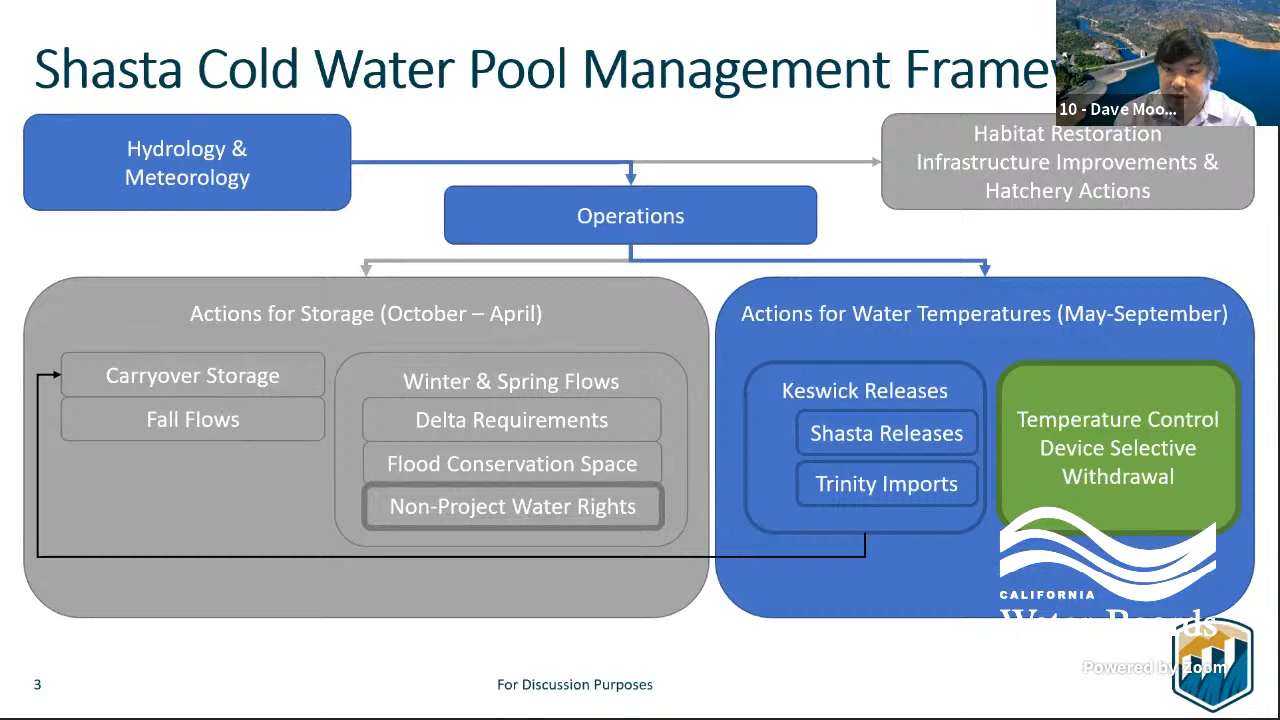 Shasta Cold Water Pool Management Framew
10 - Dave Moo...
Hydrology &
Meteorology
Habitat Restoration
Infrastructure Improvements &
Hatchery Actions
Operations
Actions for Storage (October – April)
Carryover Storage
Fall Flows
Winter & Spring Flows
Delta Requirements
Flood Conservation Space
Non-Project Water Rights
Actions for Water Temperatures (May-September)
Keswick Releases
Shasta Releases
Trinity Imports
Temperature Control
Device Selective
Withdrawal
CALIFORNIA
Water Boards
Powered by Zoom
3
For Discussion Purposes